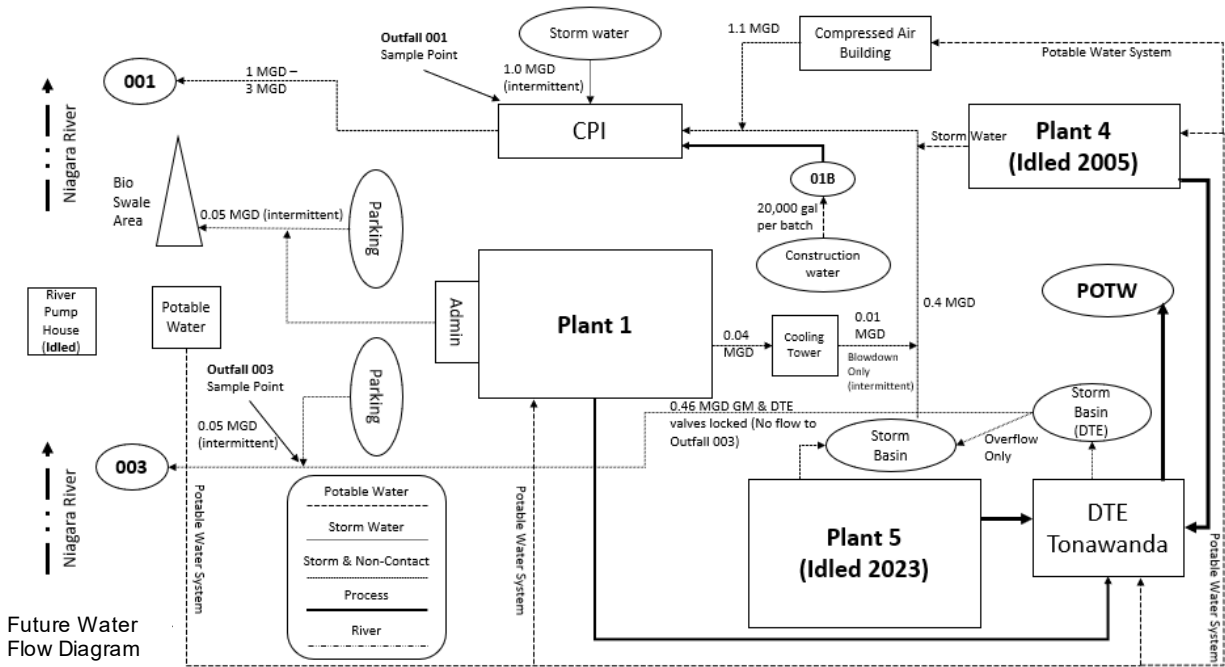 Outfall 001
Sample Point
Storm water
1.1 MGD
Compressed Air
Building
Potable Water System
001
1 MGD –
3 MGD
1.0 MGD
(intermittent)
CPI
Storm Water
Plant 4
(Idled 2005)
Niagara River
Bio
Swale
Area
0.05 MGD (intermittent)
Parking
01B
20,000 gal
per batch
Construction
water
River
Pump
House
(Idled)
Potable
Water
Admin
Plant 1
0.04
MGD
Cooling
Tower
0.01
MGD
Blowdown
Only
(intermittent)
0.4 MGD
POTW
Outfall 003
Sample Point
0.05 MGD
(intermittent)
Parking
0.46 MGD GM & DTE
valves locked (No flow to
Outfall 003)
Storm
Basin
Overflow
Only
Storm
Basin
(DTE)
003
Niagara River
Potable Water System
Potable Water
Storm Water
Storm & Non-Contact
Process
River
Potable Water System
Plant 5
(Idled 2023)
DTE
Tonawanda
Potable Water System
Future Water
Flow Diagram